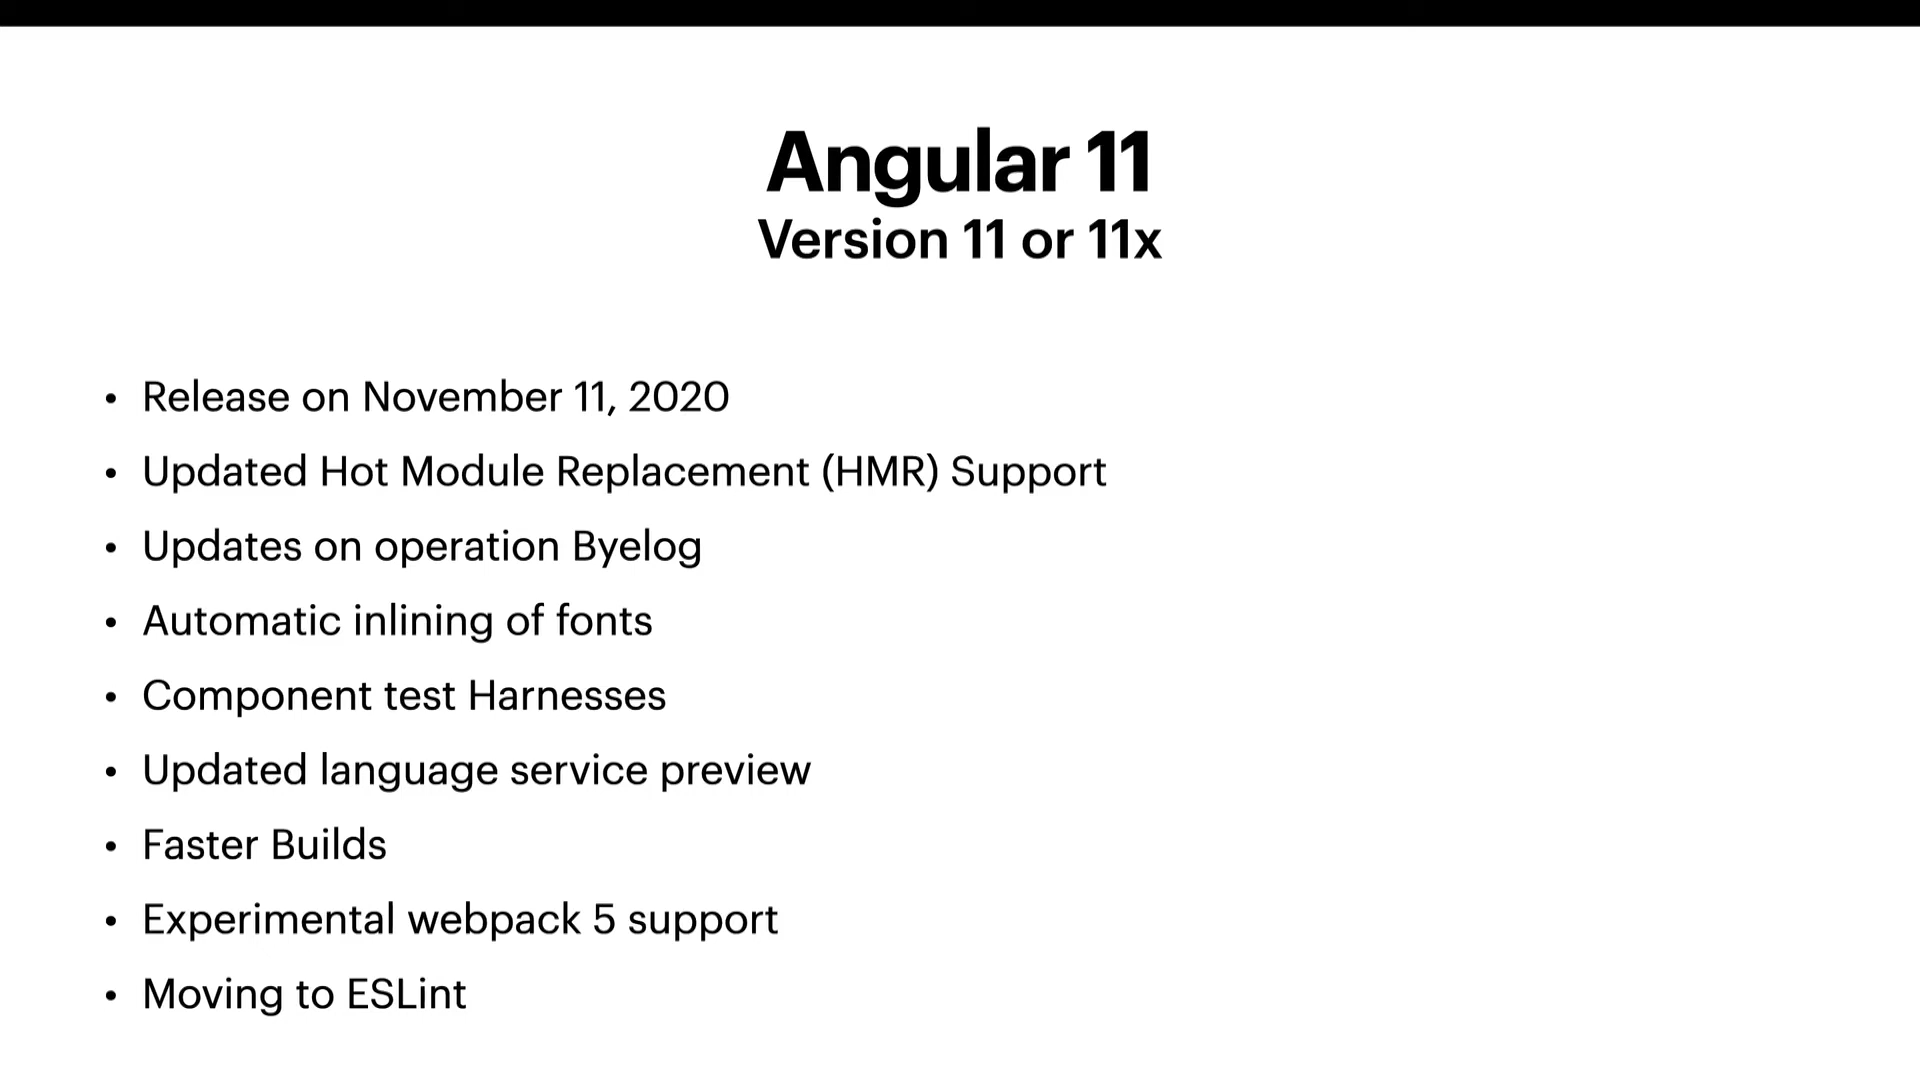 Angular 11
Version 11 or 11x
• Release on November 11, 2020
• Updated Hot Module Replacement (HMR) Support
• Updates on operation Byelog
• Automatic inlining of fonts
• Component test Harnesses
• Updated language service preview
• Faster Builds
• Experimental webpack 5 support
• Moving to ESLint